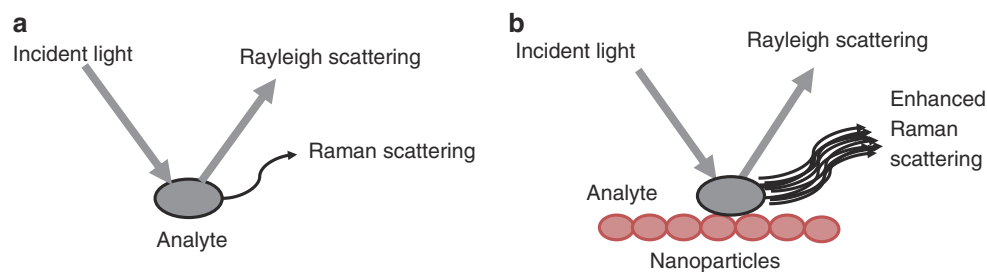 a
Incident light
Rayleigh scattering
Raman scattering
Analyte
b
Incident light
Rayleigh scattering
Enhanced
Raman
scattering
Analyte
Nanoparticles